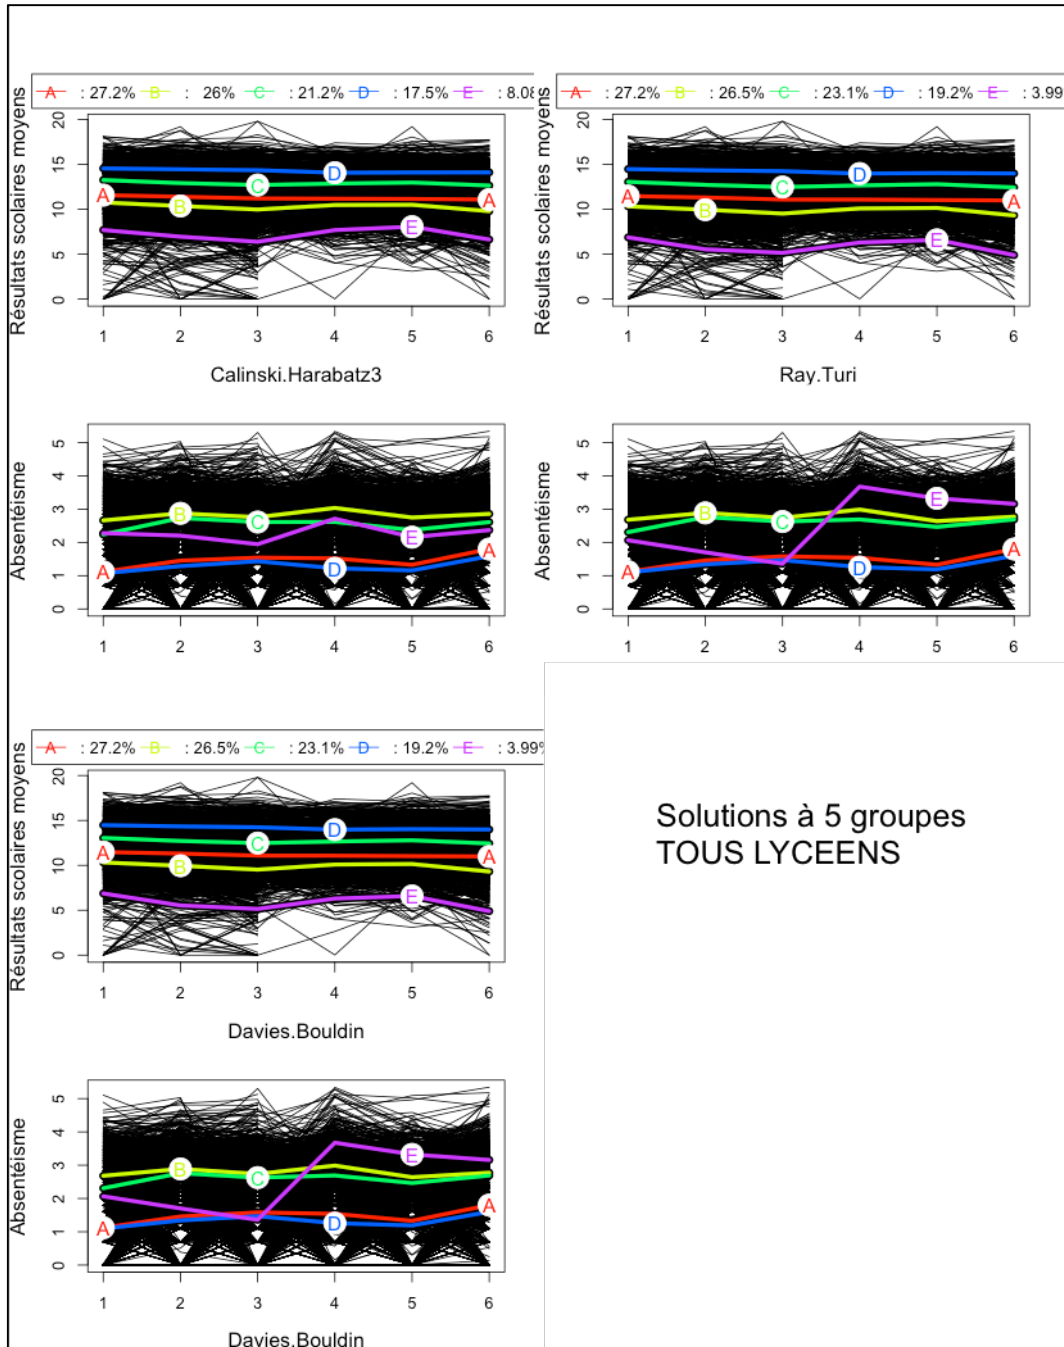 A : 27.2% B : 26% C : 21.2% D : 17.5% E : 8.08
Résultats scolaires moyens
20
15
10
5
0
A B C D E A
1 2 3 4 5 6
Calinski.Harabatz3
A : 27.2% B : 26.5% C : 23.1% D : 19.2% E : 3.99
Résultats scolaires moyens
20
15
10
5
0
A B C D E A
1 2 3 4 5 6
Ray.Turi
Absentéisme
5
4
3
2
1
0
A B C D E A
1 2 3 4 5 6
Absentéisme
5
4
3
2
1
0
A B C D E A
1 2 3 4 5 6
A : 27.2% B : 26.5% C : 23.1% D : 19.2% E : 3.99%
Résultats scolaires moyens
20
15
10
5
0
A B C D E A
1 2 3 4 5 6
Davies.Bouldin
Solutions à 5 groupes
TOUS LYCEENS
Absentéisme
5
4
3
2
1
0
A B C D E A
1 2 3 4 5 6
Davies.Bouldin